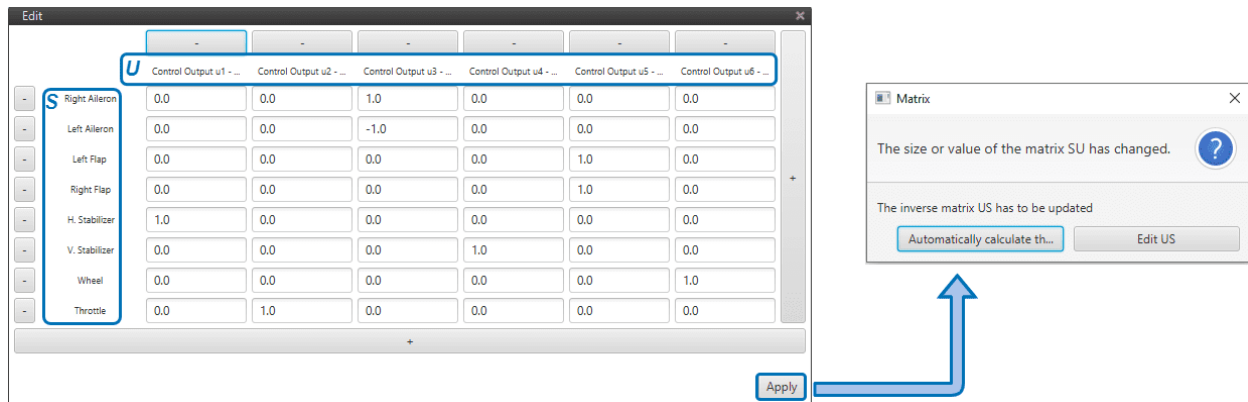 Edit
- - - - - -
U Control Output u1 - ... Control Output u2 - ... Control Output u3 - ... Control Output u4 - ... Control Output u5 - ... Control Output u6 - ...
S
- Right Aileron 0.0 0.0 1.0 0.0 0.0 0.0
- Left Aileron 0.0 0.0 -1.0 0.0 0.0 0.0
- Left Flap 0.0 0.0 0.0 0.0 1.0 0.0
- Right Flap 0.0 0.0 0.0 0.0 1.0 0.0
- H. Stabilizer 1.0 0.0 0.0 0.0 0.0 0.0
- V. Stabilizer 0.0 0.0 0.0 1.0 0.0 0.0
- Wheel 0.0 0.0 0.0 0.0 0.0 1.0
- Throttle 0.0 1.0 0.0 0.0 0.0 0.0
+
+
Apply
Matrix
The size or value of the matrix SU has changed.
?
The inverse matrix US has to be updated
Automatically calculate th... Edit US